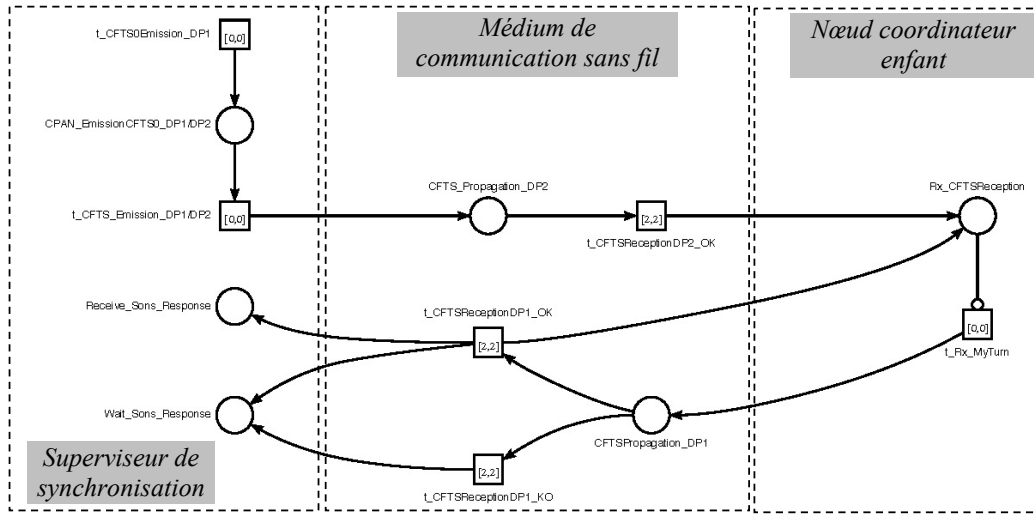 t_CFTS0Emission_DP1
[0,0]
Médium de
communication sans fil
Nœud coordinateur
enfant
CPAN_EmissionCFTS0_DP1/DP2
CFTS_Propagation_DP2
Rx_CFTSReception
t_CFTS_Emission_DP1/DP2
[0,0]
[2,2]
t_CFTSReceptionDP2_OK
Receive_Sons_Response
t_CFTSReceptionDP1_OK
[2,2]
[0,0]
t_Rx_MyTurn
Wait_Sons_Response
CFTSPropagation_DP1
Superviseur de
synchronisation
[2,2]
t_CFTSReceptionDP1_KO